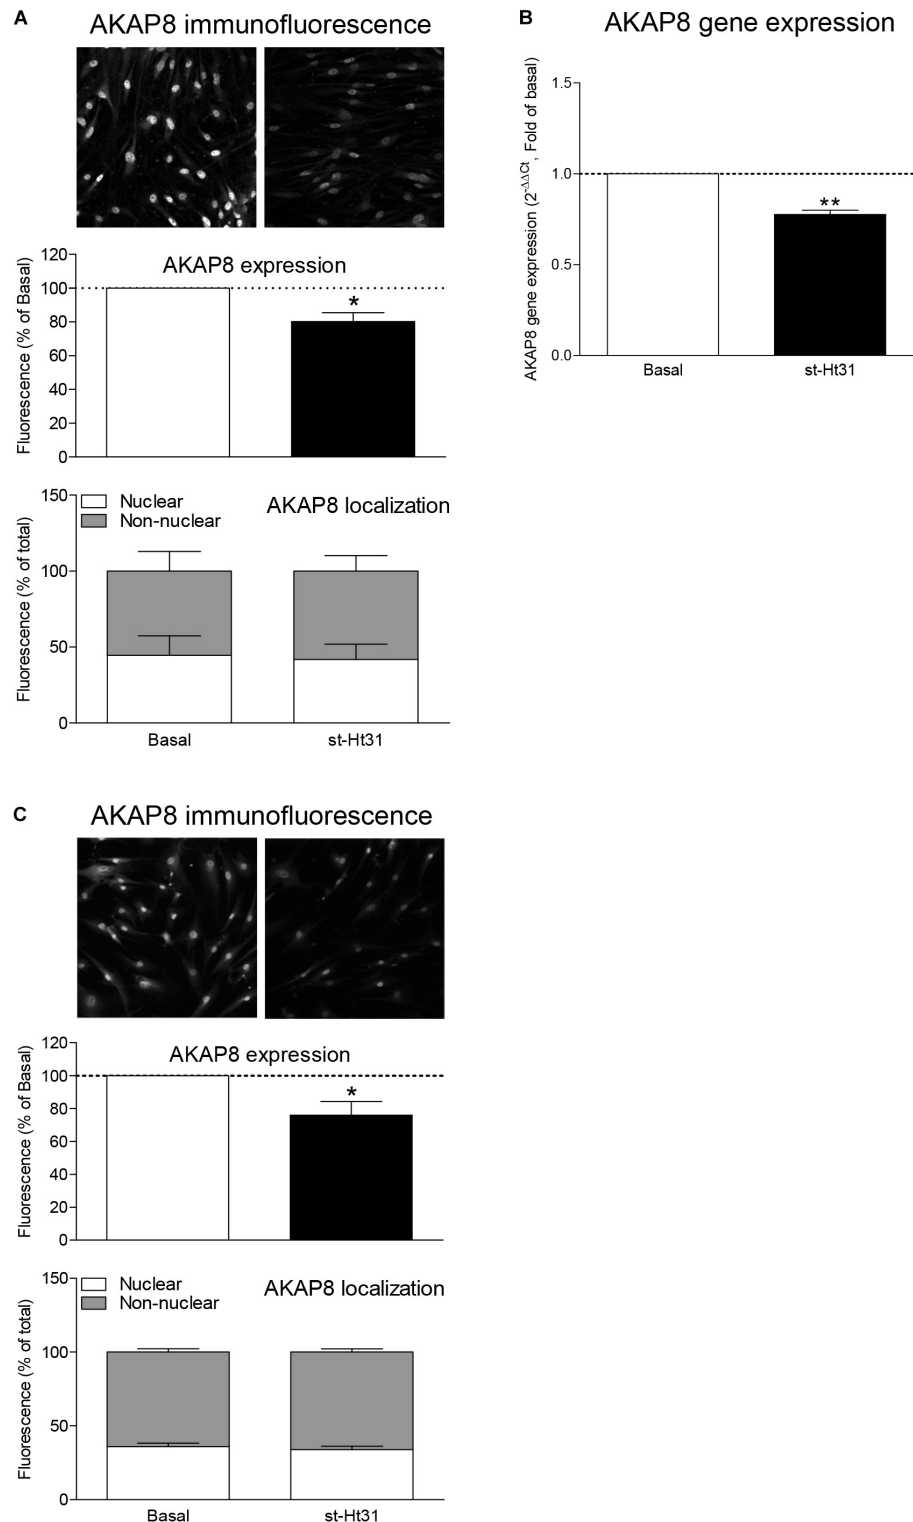 A
AKAP8 immunofluorescence
120
100
80
60
40
20
0
Fluorescence (% of Basal)
AKAP8 expression
*
150
100
50
0
Fluorescence (% of total)
Nuclear
Non-nuclear
AKAP8 localization
Basal
st-Ht31
B
AKAP8 gene expression
1.5
1.0
0.5
0.0
AKAP8 gene expression (2^-ΔΔCt, Fold of basal)
**
Basal
st-Ht31
C
AKAP8 immunofluorescence
120
100
80
60
40
20
0
Fluorescence (% of Basal)
AKAP8 expression
*
150
100
50
0
Fluorescence (% of total)
Nuclear
Non-nuclear
AKAP8 localization
Basal
st-Ht31